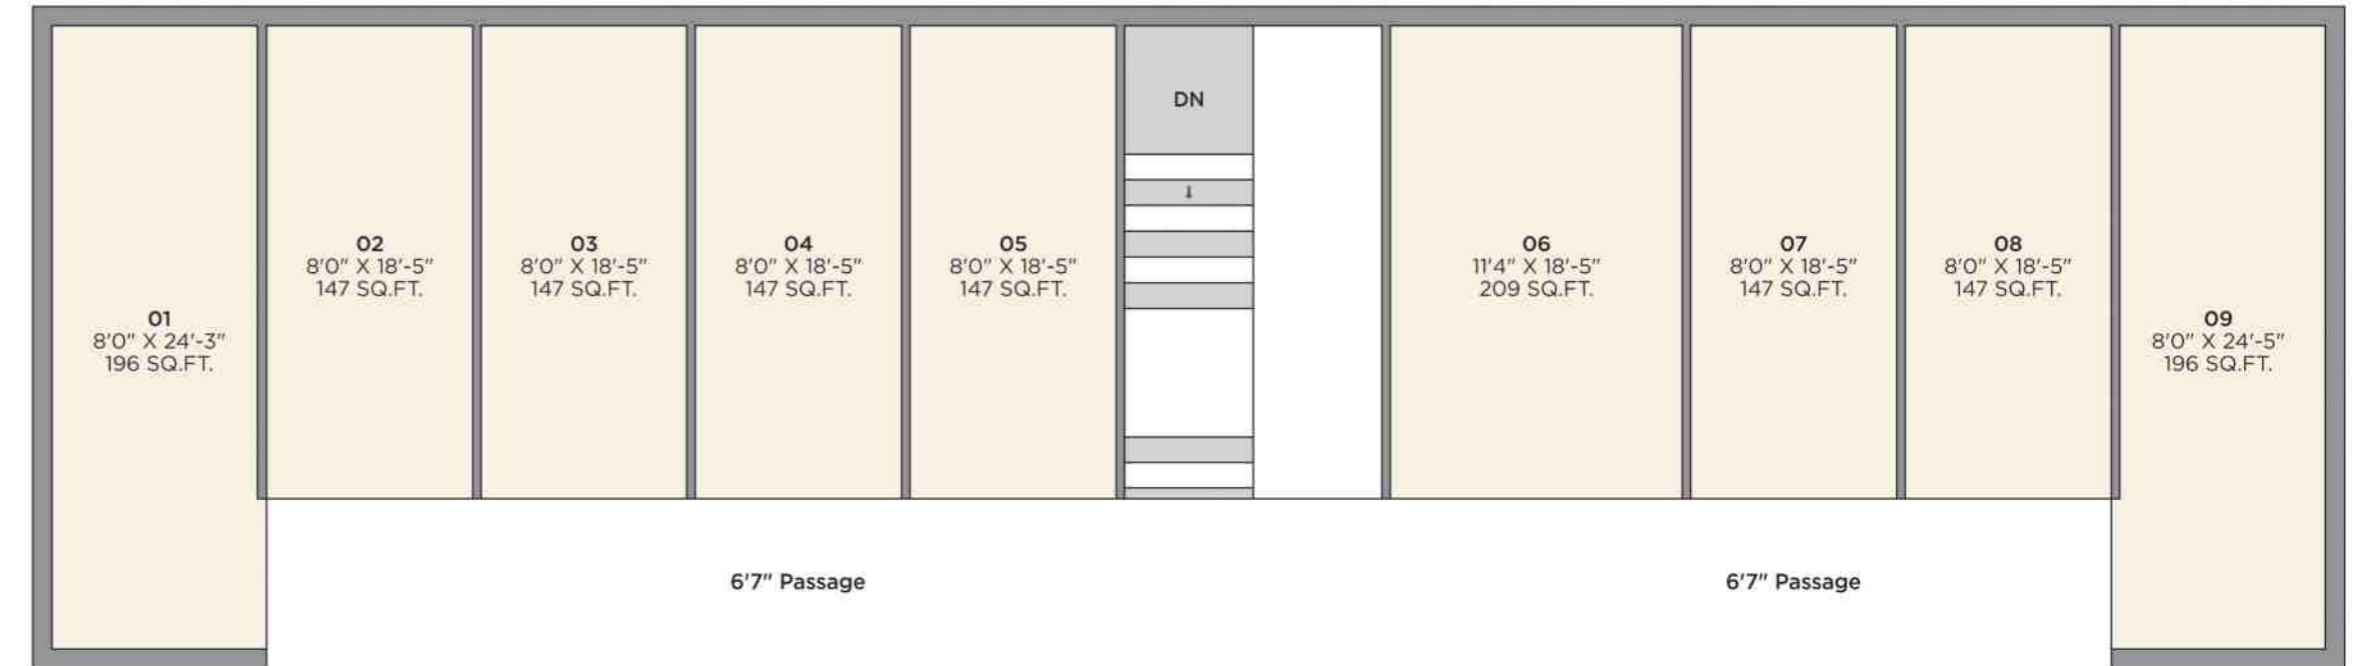 DN
↓
01
8'0" X 24'-3"
196 SQ.FT.
02
8'0" X 18'-5"
147 SQ.FT.
03
8'0" X 18'-5"
147 SQ.FT.
04
8'0" X 18'-5"
147 SQ.FT.
05
8'0" X 18'-5"
147 SQ.FT.
06
11'4" X 18'-5"
209 SQ.FT.
07
8'0" X 18'-5"
147 SQ.FT.
08
8'0" X 18'-5"
147 SQ.FT.
09
8'0" X 24'-5"
196 SQ.FT.
6'7" Passage
6'7" Passage